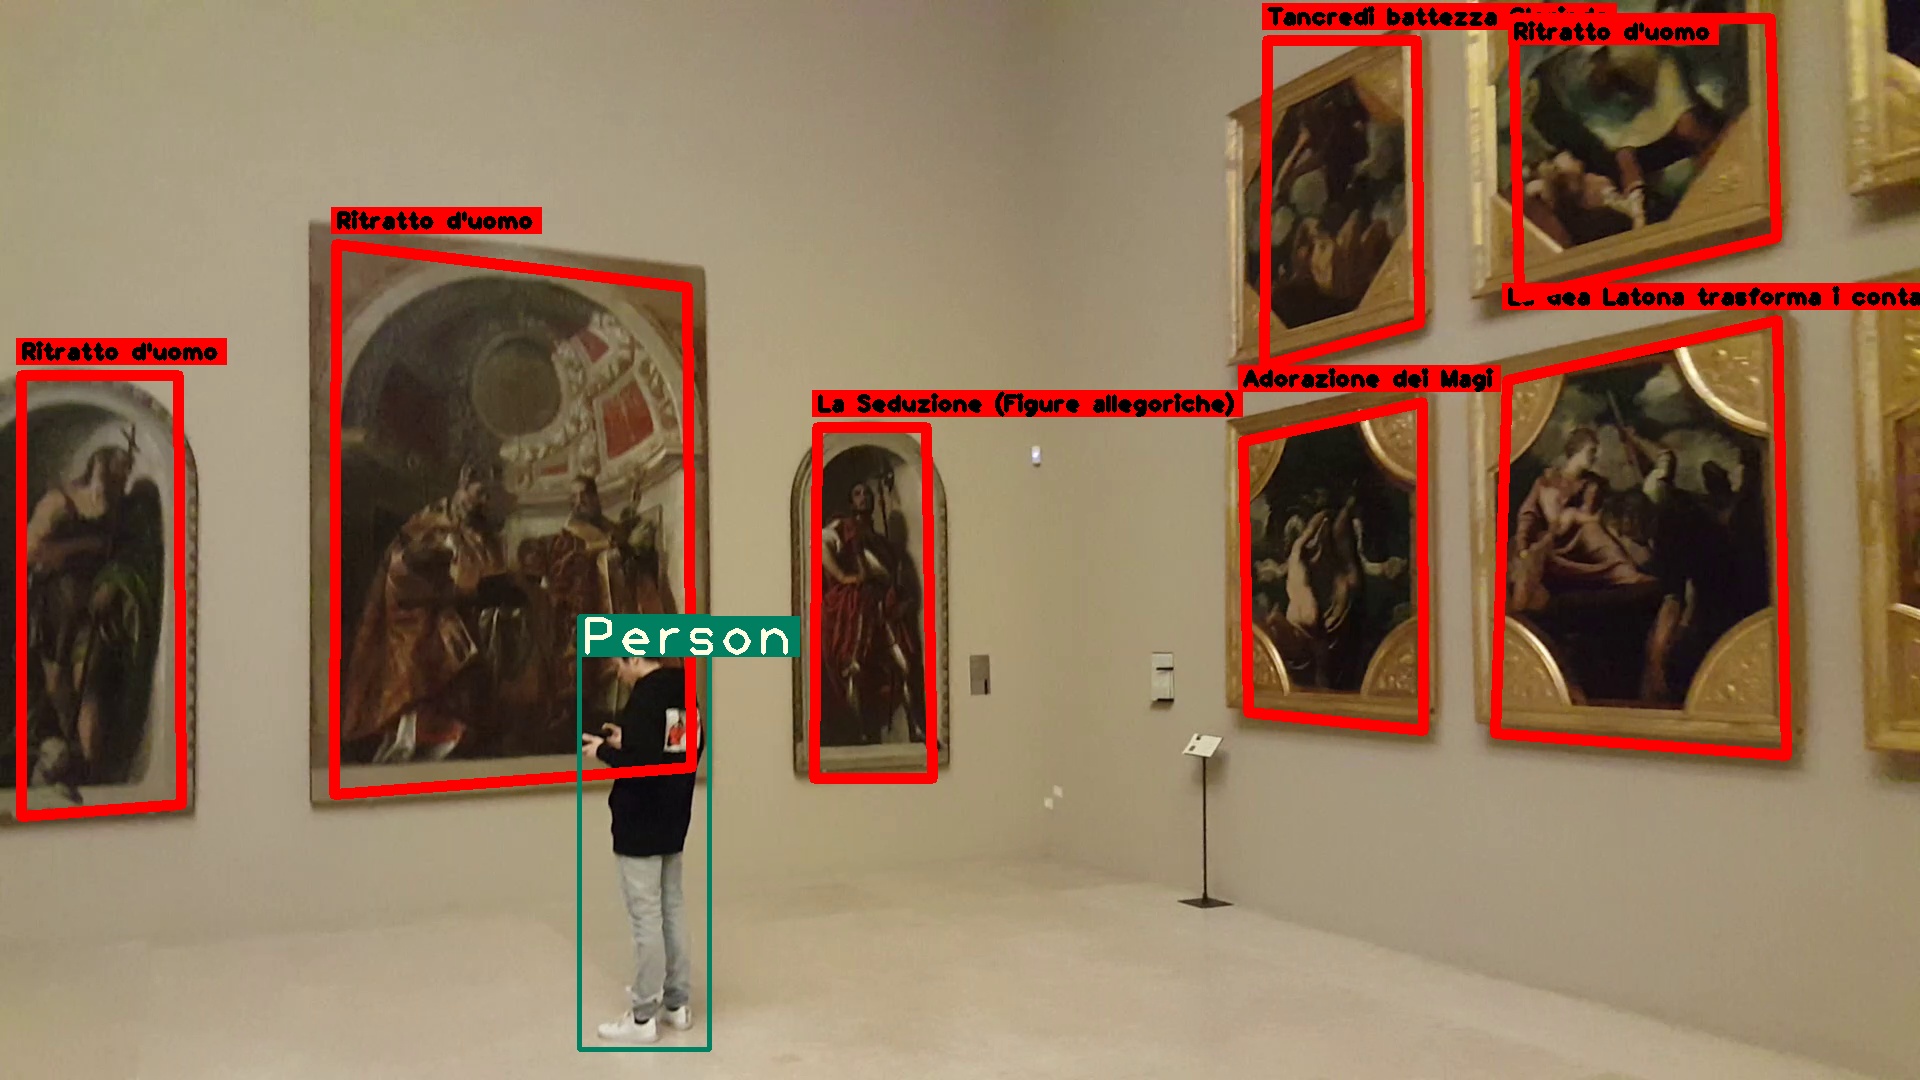 Tancredi battezza
Ritratto d'uomo
Ritratto d'uomo
dea Latona trasforma i conta
Ritratto d'uomo
Adorazione dei Magi
La Seduzione (Figure allegoriche)
Person